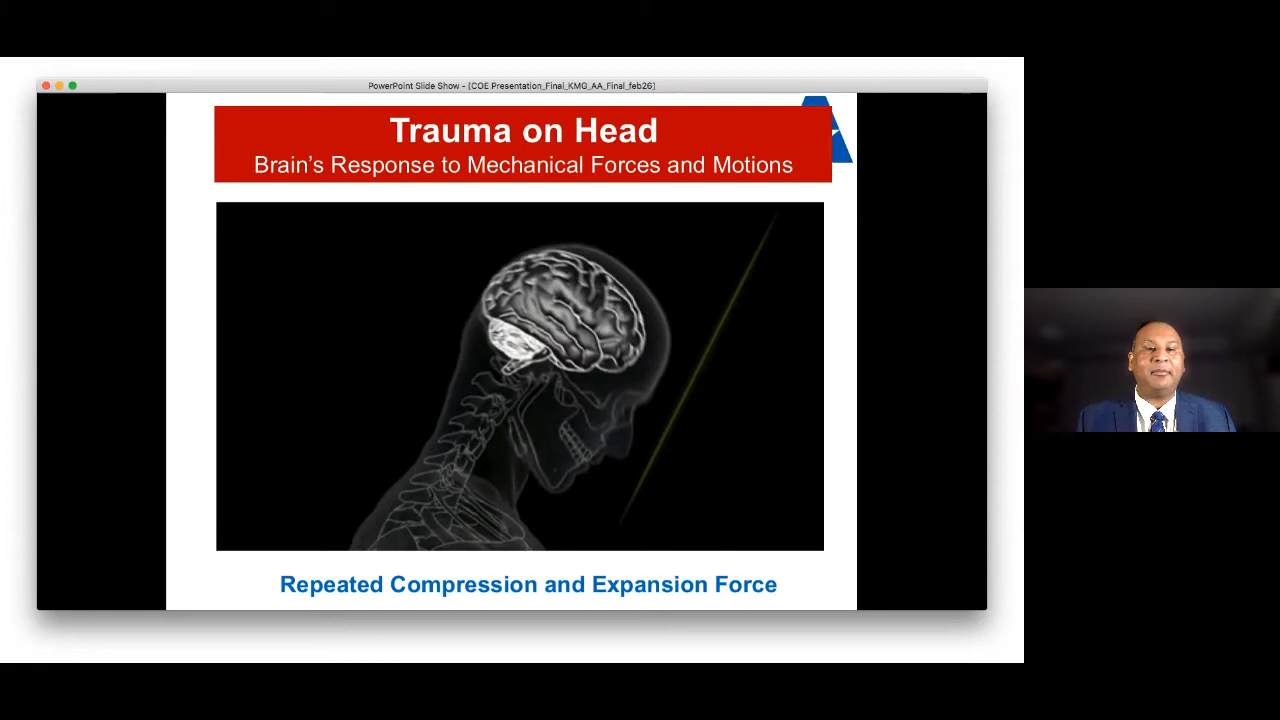 PowerPoint Slide Show - [COE Presentation_Final_KMG_AA_Final_feb26]
Trauma on Head
Brain’s Response to Mechanical Forces and Motions
Repeated Compression and Expansion Force